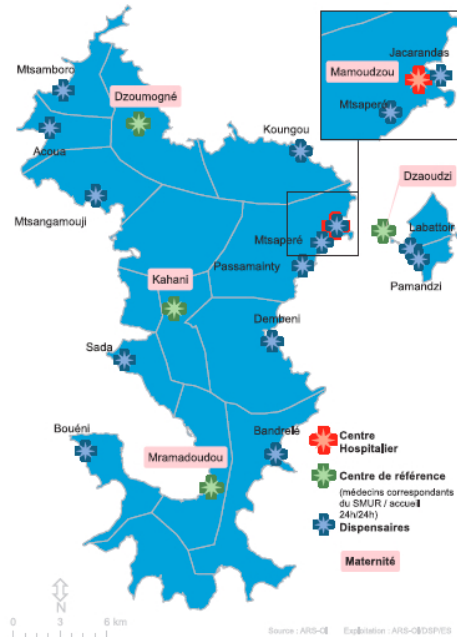 Jacarandas
Mamoudzou
Mtsaperé
Mtsamboro
Dzoumogné
Koungou
Acoua
Dzaoudzi
Mtsangamouji
Labattoir
Mtsaperé
Passamainty
Pamandzi
Kahani
Dembeni
Sada
Bouéni
Bandrelé
Mramadoudou
Centre
Hospitalier
Centre de référence
(médecins correspondants
du SMUR / accueil
24h/24h)
Dispensaires
Maternité
N
0 3 6 km
Source : ARS-OI Exploitation : ARS-OI/DSP/ES